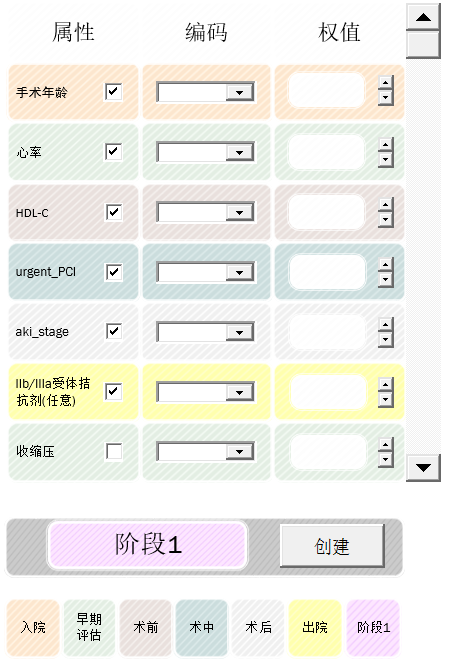 属性 编码 权值
手术年龄
心率
HDL-C
urgent_PCI
aki_stage
IIb/IIIa受体拮
抗剂(任意)
收缩压
阶段1 创建
入院 早期
评估 术前 术中 术后 出院 阶段1